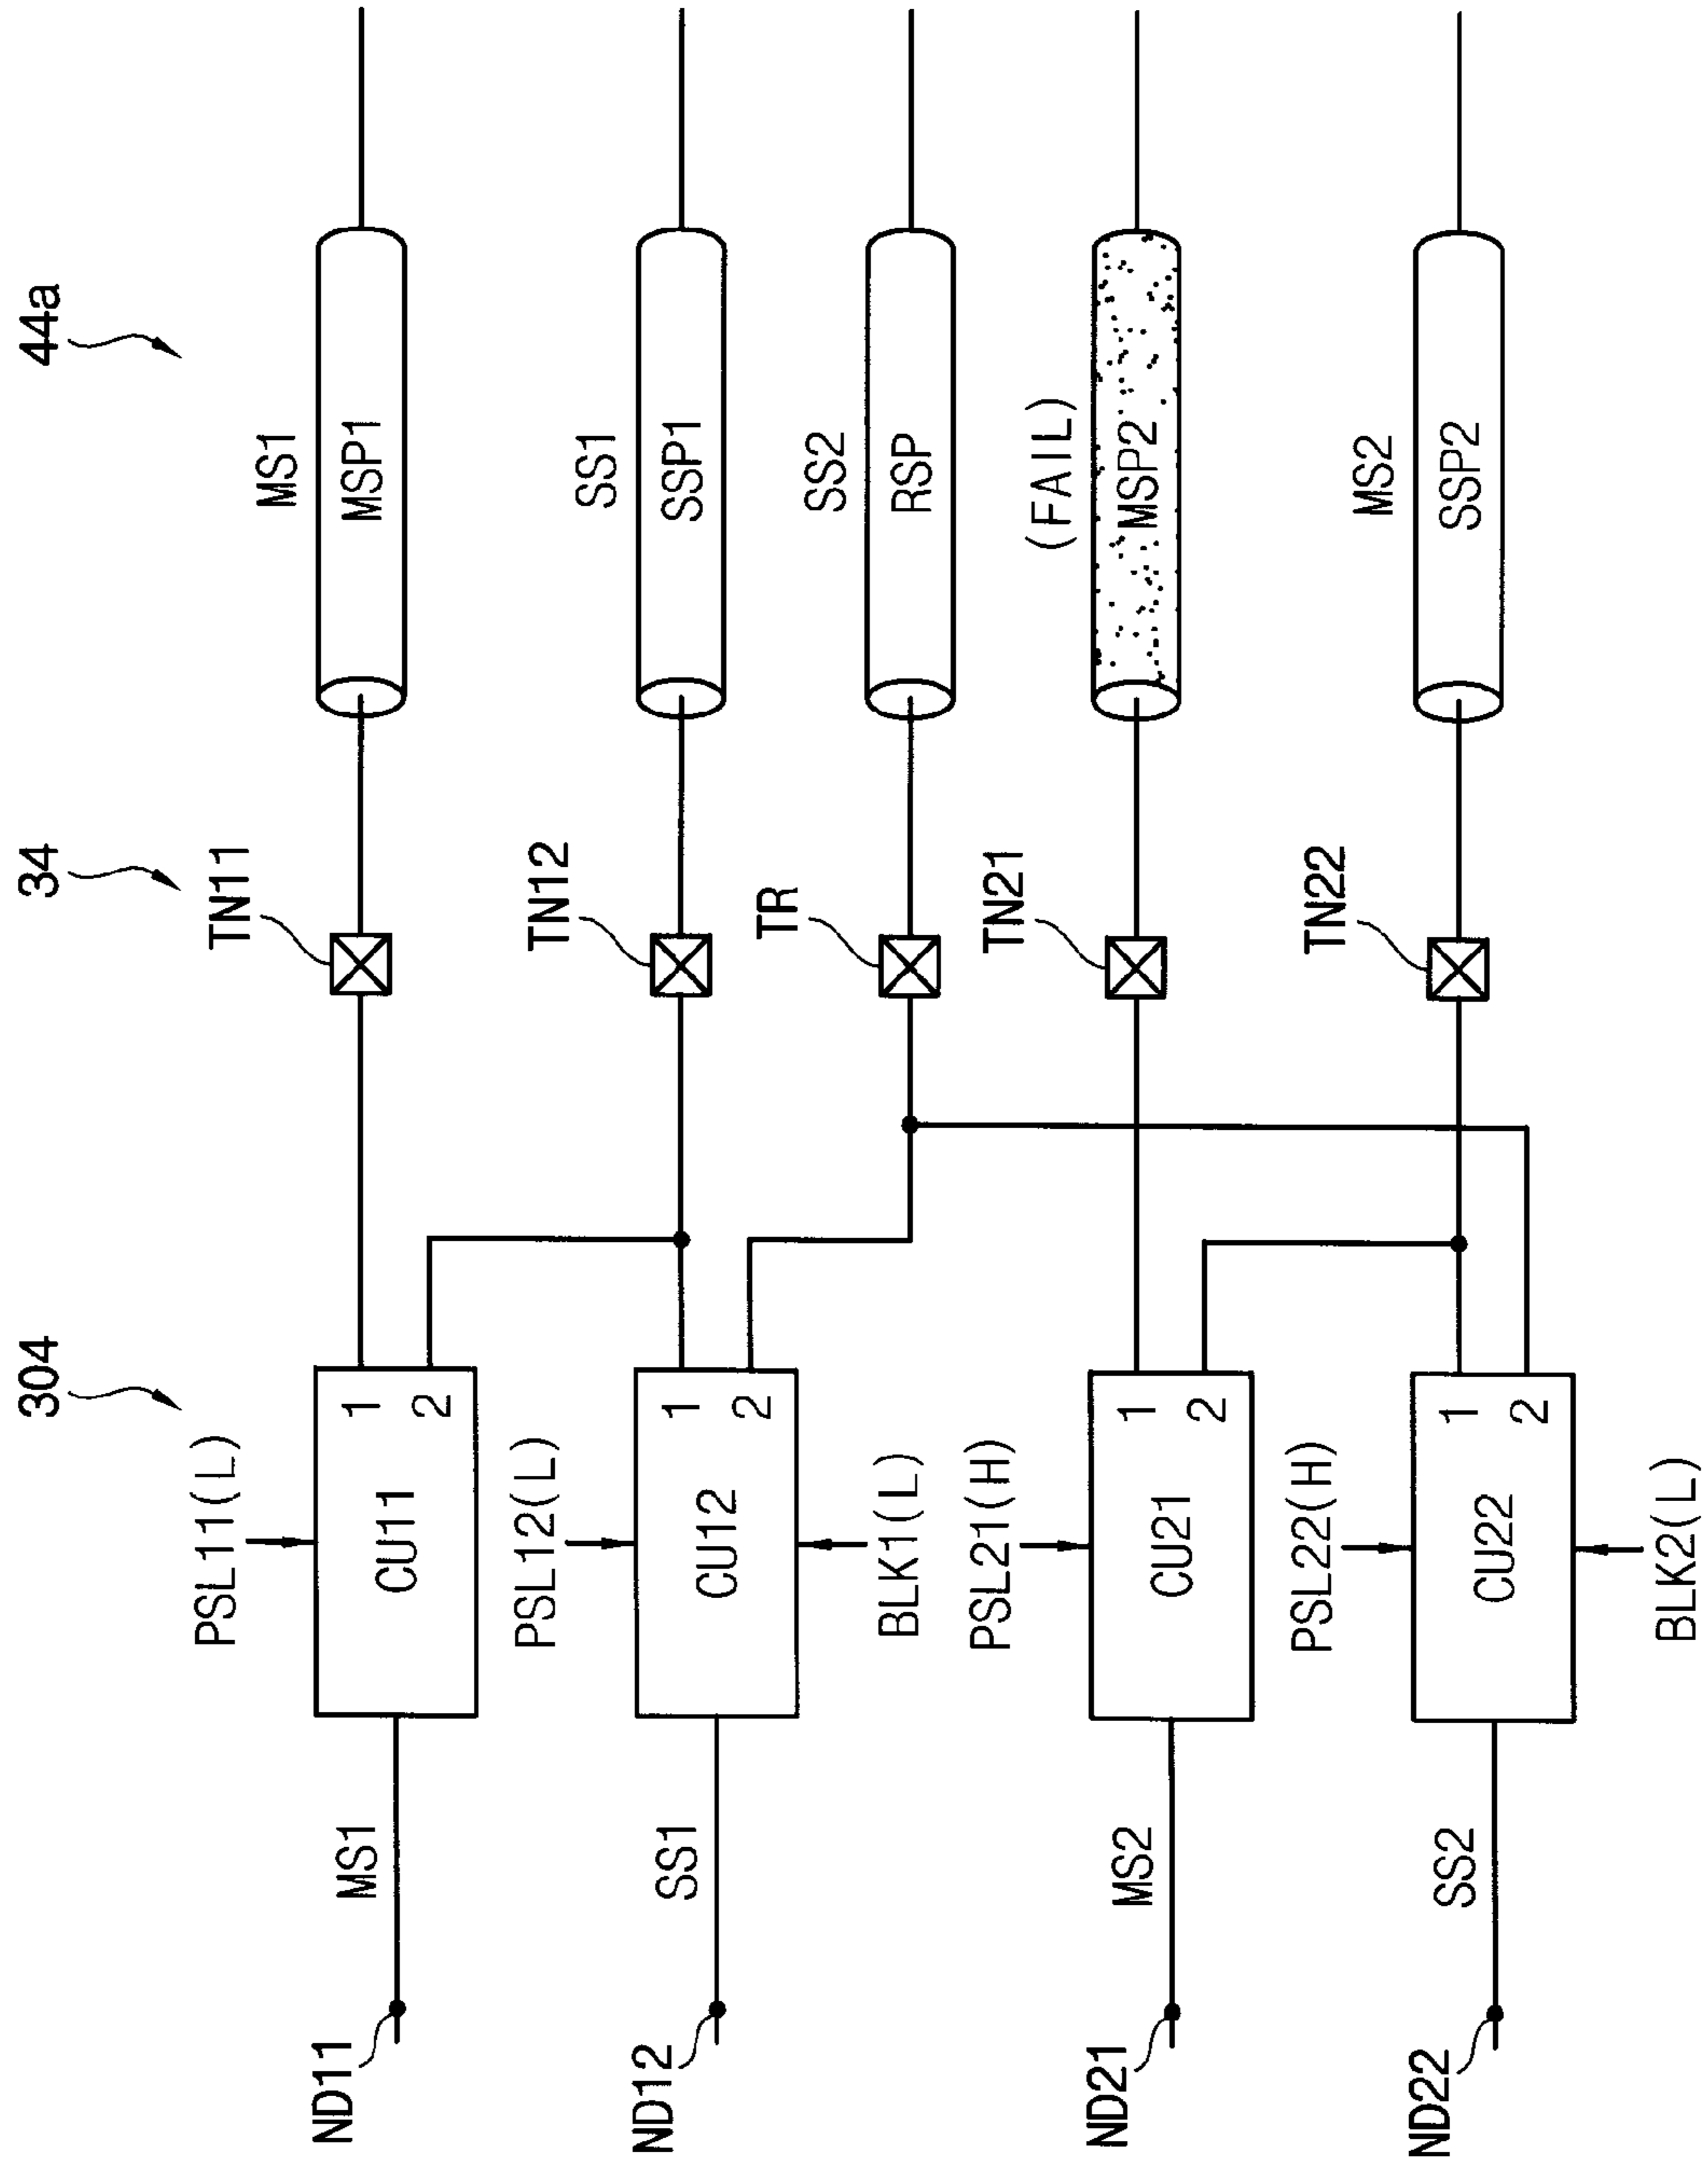 304
34
44a
PSL11(L)
TN11
MS1
ND11
MS1
CU11
1
2
MSP1
PSL12(L)
TN12
SS1
ND12
SS1
CU12
1
2
SSP1
BLK1(L)
TR
SS2
RSP
PSL21(H)
TN21
(FAIL)
ND21
MS2
CU21
1
2
MSP2
PSL22(H)
TN22
MS2
ND22
SS2
CU22
1
2
SSP2
BLK2(L)